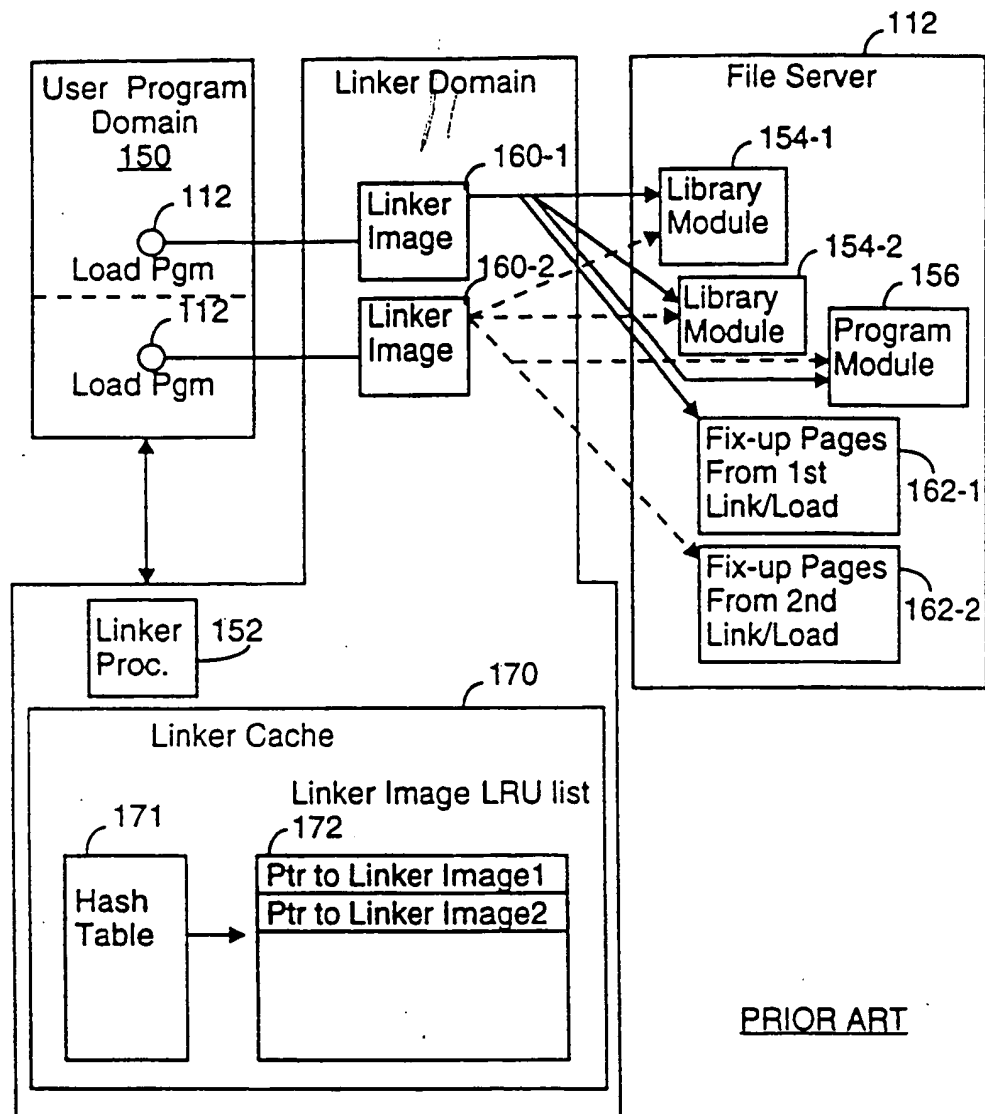 112
User Program
Domain
150
Linker Domain
File Server
160-1
154-1
112
Linker
Image
Library
Module
Load Pgm
160-2
154-2
156
112
Linker
Image
Library
Module
Program
Module
Load Pgm
Fix-up Pages
From 1st
Link/Load
162-1
Fix-up Pages
From 2nd
Link/Load
162-2
Linker
Proc.
152
170
Linker Cache
Linker Image LRU list
171
172
Hash
Table
Ptr to Linker Image1
Ptr to Linker Image2
PRIOR ART